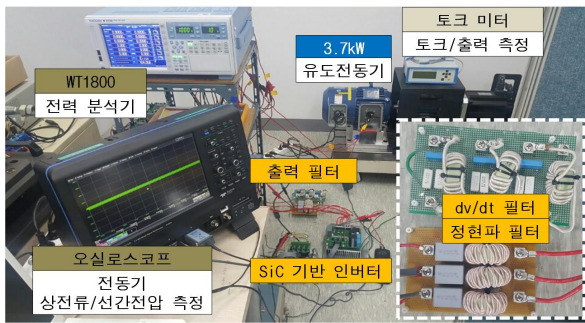 WT1800
전력 분석기
3.7kW
유도전동기
토크 미터
토크/출력 측정
출력 필터
SiC 기반 인버터
오실로스코프
전동기
상전류/선간전압 측정
dv/dt 필터
정현파 필터